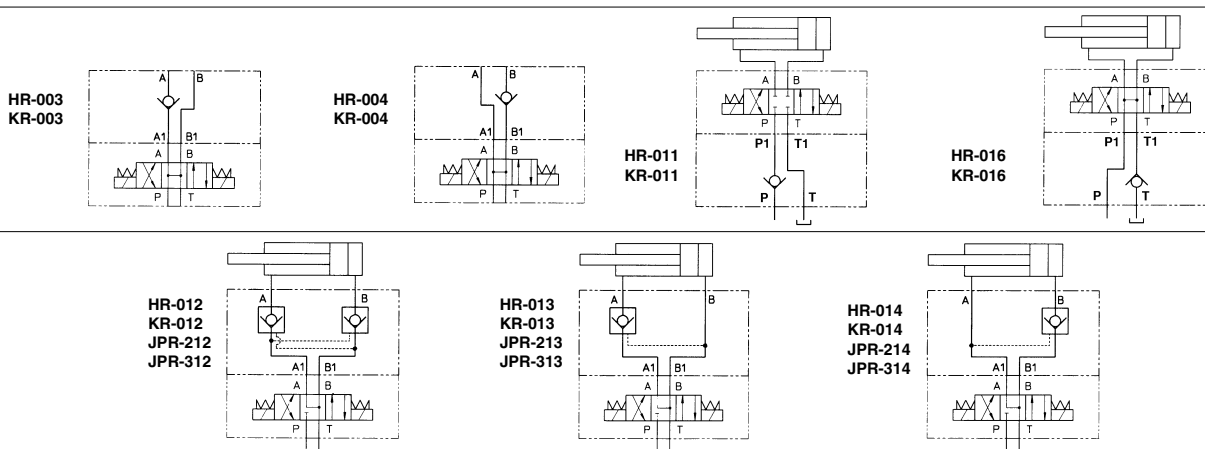 HR-003
KR-003
A B
A1 B1
A B
P T
HR-004
KR-004
A B
A1 B1
A B
P T
HR-011
KR-011
A B
P T
P1 T1
P T
HR-016
KR-016
A B
P T
P1 T1
P T
HR-012
KR-012
JPR-212
JPR-312
A B
A1 B1
A B
P T
HR-013
KR-013
JPR-213
JPR-313
A B
A1 B1
A B
P T
HR-014
KR-014
JPR-214
JPR-314
A B
A1 B1
A B
P T